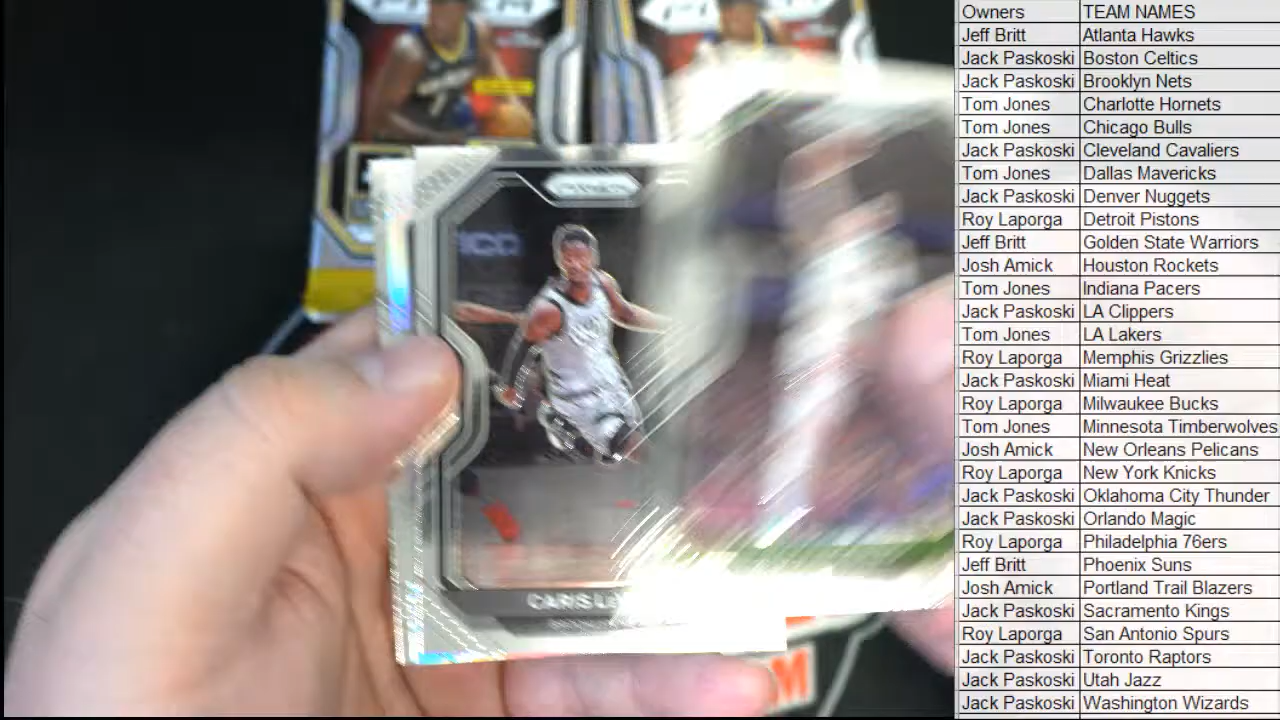 Owners TEAM NAMES
Jeff Britt Atlanta Hawks
Jack Paskoski Boston Celtics
Jack Paskoski Brooklyn Nets
Tom Jones Charlotte Hornets
Tom Jones Chicago Bulls
Jack Paskoski Cleveland Cavaliers
Tom Jones Dallas Mavericks
Jack Paskoski Denver Nuggets
Roy Laporga Detroit Pistons
Jeff Britt Golden State Warriors
Josh Amick Houston Rockets
Tom Jones Indiana Pacers
Jack Paskoski LA Clippers
Tom Jones LA Lakers
Roy Laporga Memphis Grizzlies
Jack Paskoski Miami Heat
Roy Laporga Milwaukee Bucks
Tom Jones Minnesota Timberwolves
Josh Amick New Orleans Pelicans
Roy Laporga New York Knicks
Jack Paskoski Oklahoma City Thunder
Jack Paskoski Orlando Magic
Roy Laporga Philadelphia 76ers
Jeff Britt Phoenix Suns
Josh Amick Portland Trail Blazers
Jack Paskoski Sacramento Kings
Roy Laporga San Antonio Spurs
Jack Paskoski Toronto Raptors
Jack Paskoski Utah Jazz
Jack Paskoski Washington Wizards
CARIS